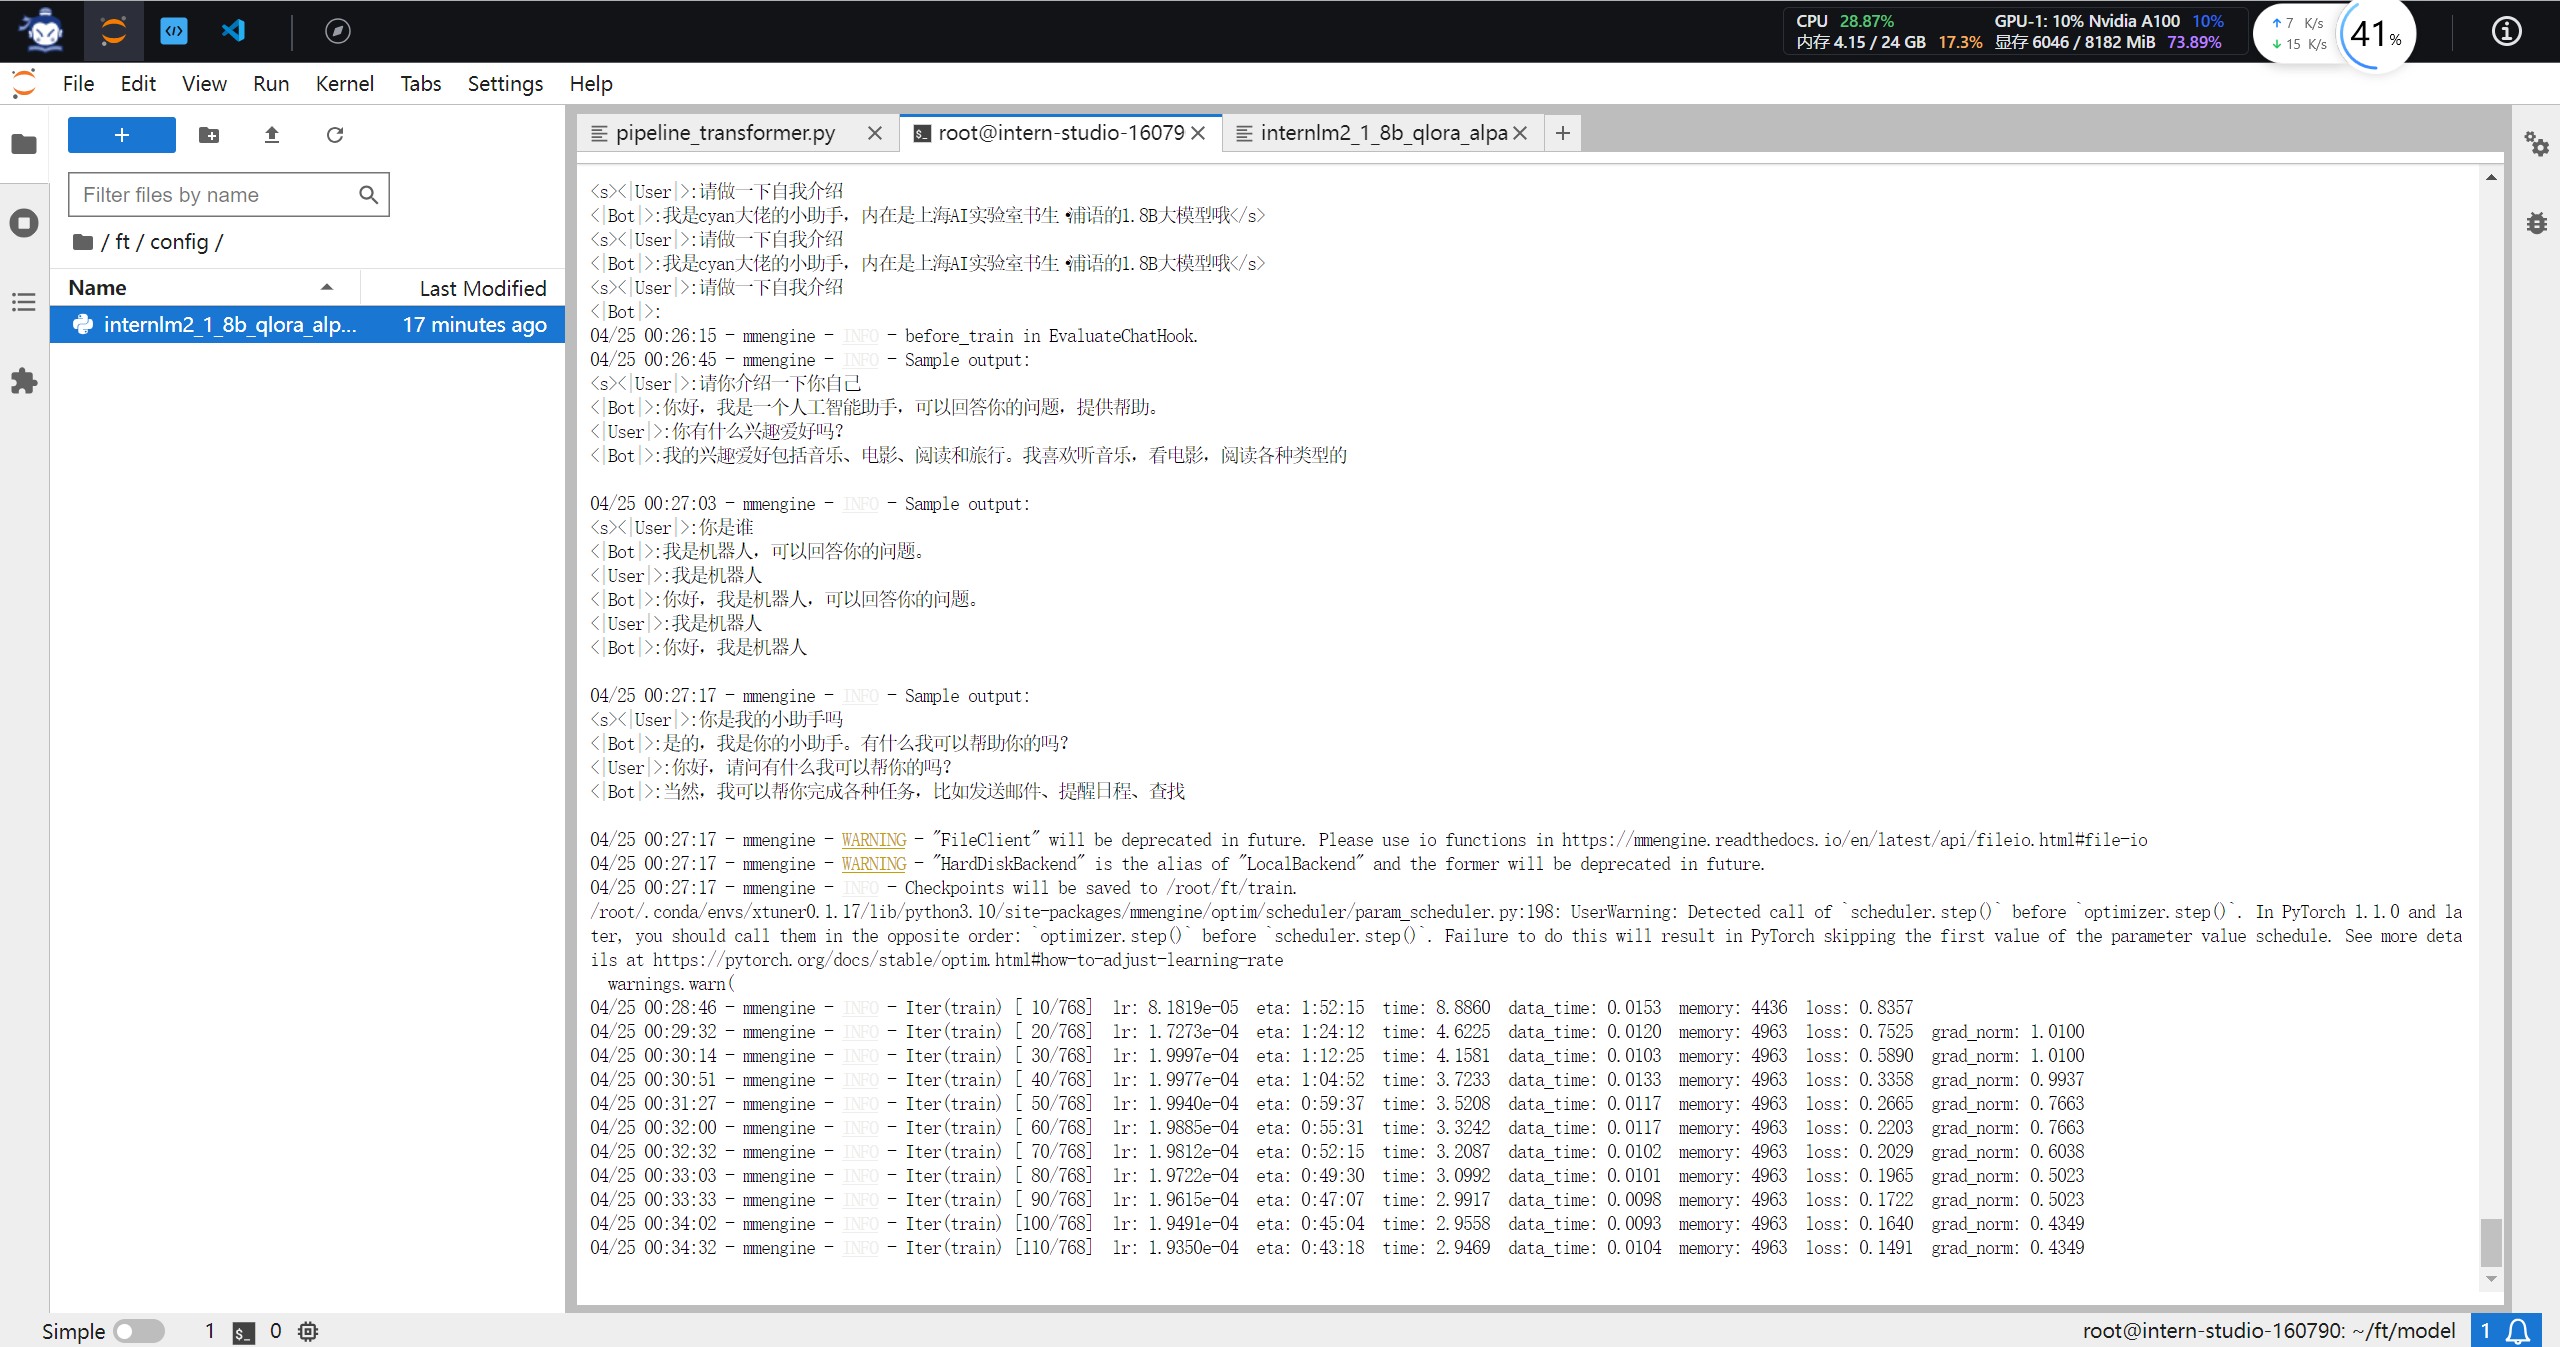 CPU 28.87% GPU-1: 10% Nvidia A100 10%
内存 4.15 / 24 GB 17.3% 显存 6046 / 8182 MiB 73.89%
↑ 7 K/s
↓ 15 K/s
41%
File Edit View Run Kernel Tabs Settings Help
pipeline_transformer.py
root@intern-studio-16079
internlm2_1_8b_qlora_alpa
Filter files by name
/ ft / config /
Name Last Modified
internlm2_1_8b_qlora_alp... 17 minutes ago
<s><|User|>:请做一下自我介绍
<|Bot|>:我是cyan大佬的小助手，内在是上海AI实验室书生·浦语的1.8B大模型哦</s>
<s><|User|>:请做一下自我介绍
<|Bot|>:我是cyan大佬的小助手，内在是上海AI实验室书生·浦语的1.8B大模型哦</s>
<s><|User|>:请做一下自我介绍
<|Bot|>:
04/25 00:26:15 - mmengine - INFO - before_train in EvaluateChatHook.
04/25 00:26:45 - mmengine - INFO - Sample output:
<s><|User|>:请你介绍一下你自己
<|Bot|>:你好，我是一个人工智能助手，可以回答你的问题，提供帮助。
<|User|>:你有什么兴趣爱好吗？
<|Bot|>:我的兴趣爱好包括音乐、电影、阅读和旅行。我喜欢听音乐，看电影，阅读各种类型的
04/25 00:27:03 - mmengine - INFO - Sample output:
<s><|User|>:你是谁
<|Bot|>:我是机器人，可以回答你的问题。
<|User|>:我是机器人
<|Bot|>:你好，我是机器人，可以回答你的问题。
<|User|>:我是机器人
<|Bot|>:你好，我是机器人
04/25 00:27:17 - mmengine - INFO - Sample output:
<s><|User|>:你是我的小助手吗
<|Bot|>:是的，我是你的小助手。有什么我可以帮助你的吗？
<|User|>:你好，请问有什么我可以帮你的吗？
<|Bot|>:当然，我可以帮你完成各种任务，比如发送邮件、提醒日程、查找
04/25 00:27:17 - mmengine - WARNING - "FileClient" will be deprecated in future. Please use io functions in https://mmengine.readthedocs.io/en/latest/api/fileio.html#file-io
04/25 00:27:17 - mmengine - WARNING - "HardDiskBackend" is the alias of "LocalBackend" and the former will be deprecated in future.
04/25 00:27:17 - mmengine - INFO - Checkpoints will be saved to /root/ft/train.
/root/.conda/envs/xtuner0.1.17/lib/python3.10/site-packages/mmengine/optim/scheduler/param_scheduler.py:198: UserWarning: Detected call of `scheduler.step()` before `optimizer.step()`. In PyTorch 1.1.0 and la
ter, you should call them in the opposite order: `optimizer.step()` before `scheduler.step()`. Failure to do this will result in PyTorch skipping the first value of the parameter value schedule. See more deta
ils at https://pytorch.org/docs/stable/optim.html#how-to-adjust-learning-rate
warnings.warn(
04/25 00:28:46 - mmengine - INFO - Iter(train) [ 10/768] lr: 8.1819e-05 eta: 1:52:15 time: 8.8860 data_time: 0.0153 memory: 4436 loss: 0.8357
04/25 00:29:32 - mmengine - INFO - Iter(train) [ 20/768] lr: 1.7273e-04 eta: 1:24:12 time: 4.6225 data_time: 0.0120 memory: 4963 loss: 0.7525 grad_norm: 1.0100
04/25 00:30:14 - mmengine - INFO - Iter(train) [ 30/768] lr: 1.9997e-04 eta: 1:12:25 time: 4.1581 data_time: 0.0103 memory: 4963 loss: 0.5890 grad_norm: 1.0100
04/25 00:30:51 - mmengine - INFO - Iter(train) [ 40/768] lr: 1.9977e-04 eta: 1:04:52 time: 3.7233 data_time: 0.0133 memory: 4963 loss: 0.3358 grad_norm: 0.9937
04/25 00:31:27 - mmengine - INFO - Iter(train) [ 50/768] lr: 1.9940e-04 eta: 0:59:37 time: 3.5208 data_time: 0.0117 memory: 4963 loss: 0.2665 grad_norm: 0.7663
04/25 00:32:00 - mmengine - INFO - Iter(train) [ 60/768] lr: 1.9885e-04 eta: 0:55:31 time: 3.3242 data_time: 0.0117 memory: 4963 loss: 0.2203 grad_norm: 0.7663
04/25 00:32:32 - mmengine - INFO - Iter(train) [ 70/768] lr: 1.9812e-04 eta: 0:52:15 time: 3.2087 data_time: 0.0102 memory: 4963 loss: 0.2029 grad_norm: 0.6038
04/25 00:33:03 - mmengine - INFO - Iter(train) [ 80/768] lr: 1.9722e-04 eta: 0:49:30 time: 3.0992 data_time: 0.0101 memory: 4963 loss: 0.1965 grad_norm: 0.5023
04/25 00:33:33 - mmengine - INFO - Iter(train) [ 90/768] lr: 1.9615e-04 eta: 0:47:07 time: 2.9917 data_time: 0.0098 memory: 4963 loss: 0.1722 grad_norm: 0.5023
04/25 00:34:02 - mmengine - INFO - Iter(train) [100/768] lr: 1.9491e-04 eta: 0:45:04 time: 2.9558 data_time: 0.0093 memory: 4963 loss: 0.1640 grad_norm: 0.4349
04/25 00:34:32 - mmengine - INFO - Iter(train) [110/768] lr: 1.9350e-04 eta: 0:43:18 time: 2.9469 data_time: 0.0104 memory: 4963 loss: 0.1491 grad_norm: 0.4349
Simple 1 0 root@intern-studio-160790: ~/ft/model 1